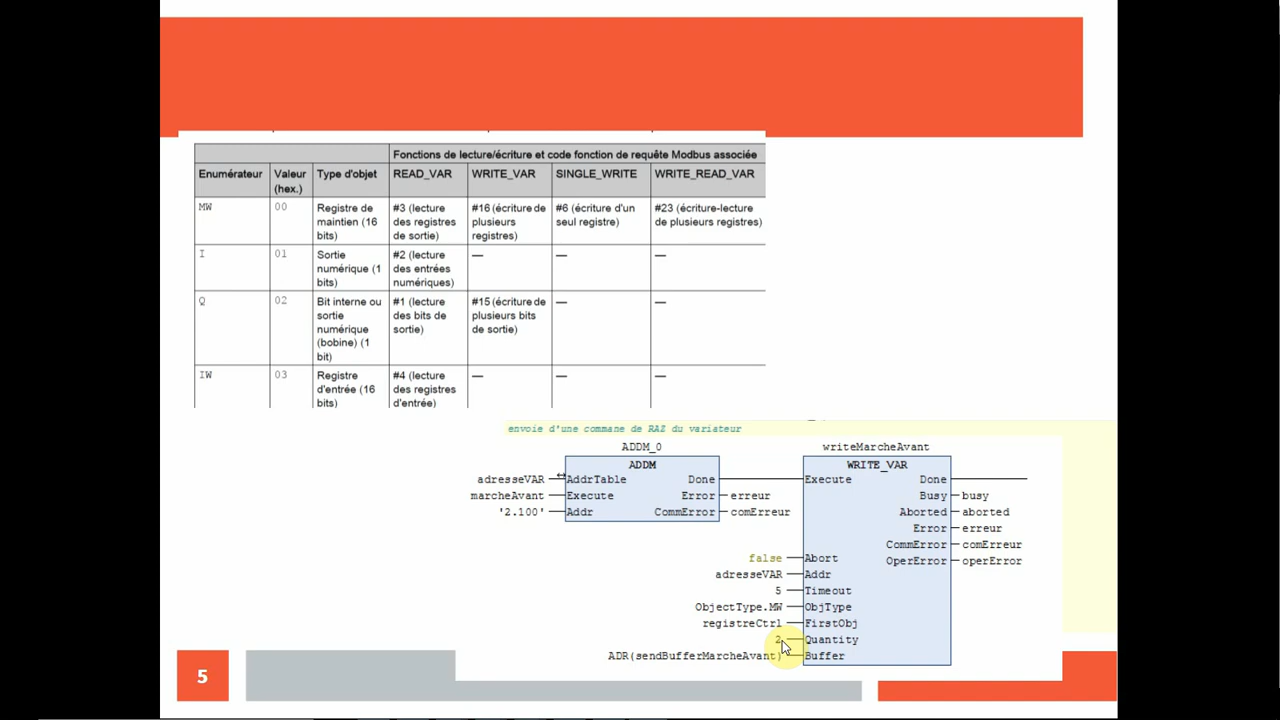 Fonctions de lecture/écriture et code fonction de requête Modbus associée
Enumérateur Valeur (hex.) Type d'objet READ_VAR WRITE_VAR SINGLE_WRITE WRITE_READ_VAR
MW 00 Registre de maintien (16 bits) #3 (lecture des registres de sortie) #16 (écriture de plusieurs registres) #6 (écriture d'un seul registre) #23 (écriture-lecture de plusieurs registres)
I 01 Sortie numérique (1 bits) #2 (lecture des entrées numériques) — — —
Q 02 Bit interne ou sortie numérique (bobine) (1 bit) #1 (lecture des bits de sortie) #15 (écriture de plusieurs bits de sortie) — —
IW 03 Registre d'entrée (16 bits) #4 (lecture des registres d'entrée) — — —
envoie d'une commane de RAZ du variateur
ADDM_0
ADDM
adresseVAR AddrTable Done
marcheAvant Execute Error erreur
'2.100' Addr CommError comErreur
writeMarcheAvant
WRITE_VAR
Execute Done
Busy busy
Aborted aborted
Error erreur
CommError comErreur
false Abort OperError operError
adresseVAR Addr
5 Timeout
ObjectType.MW ObjType
registreCtrl FirstObj
2 Quantity
ADR(sendBufferMarcheAvant) Buffer
5